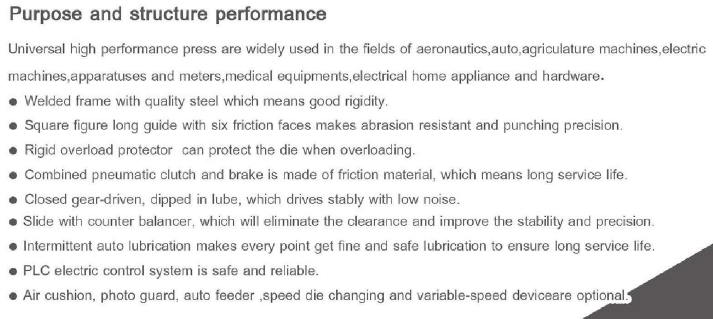 Purpose and structure performance
Universal high performance press are widely used in the fields of aeronautics,auto,agriculature machines,electric
machines,apparatuses and meters,medical equipments,electrical home appliance and hardware.
● Welded frame with quality steel which means good rigidity.
● Square figure long guide with six friction faces makes abrasion resistant and punching precision.
● Rigid overload protector can protect the die when overloading.
● Combined pneumatic clutch and brake is made of friction material, which means long service life.
● Closed gear-driven, dipped in lube, which drives stably with low noise.
● Slide with counter balancer, which will eliminate the clearance and improve the stability and precision.
● Intermittent auto lubrication makes every point get fine and safe lubrication to ensure long service life.
● PLC electric control system is safe and reliable.
● Air cushion, photo guard, auto feeder ,speed die changing and variable-speed deviceare optional.